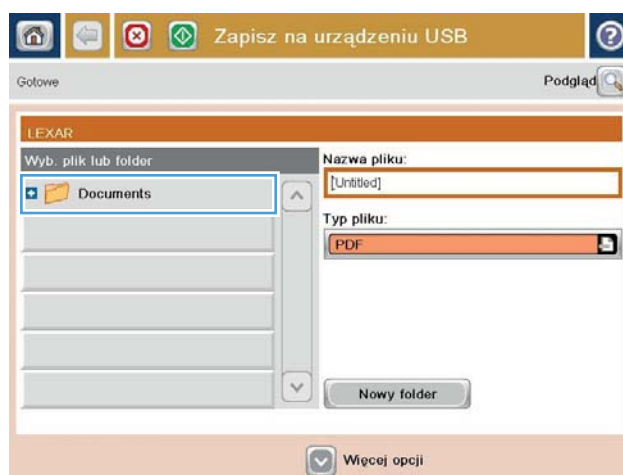 Zapisz na urządzeniu USB
Gotowe
Podgląd
LEXAR
Wyb. plik lub folder
Nazwa pliku:
Documents
[Untitled]
Typ pliku:
PDF
Nowy folder
Więcej opcji